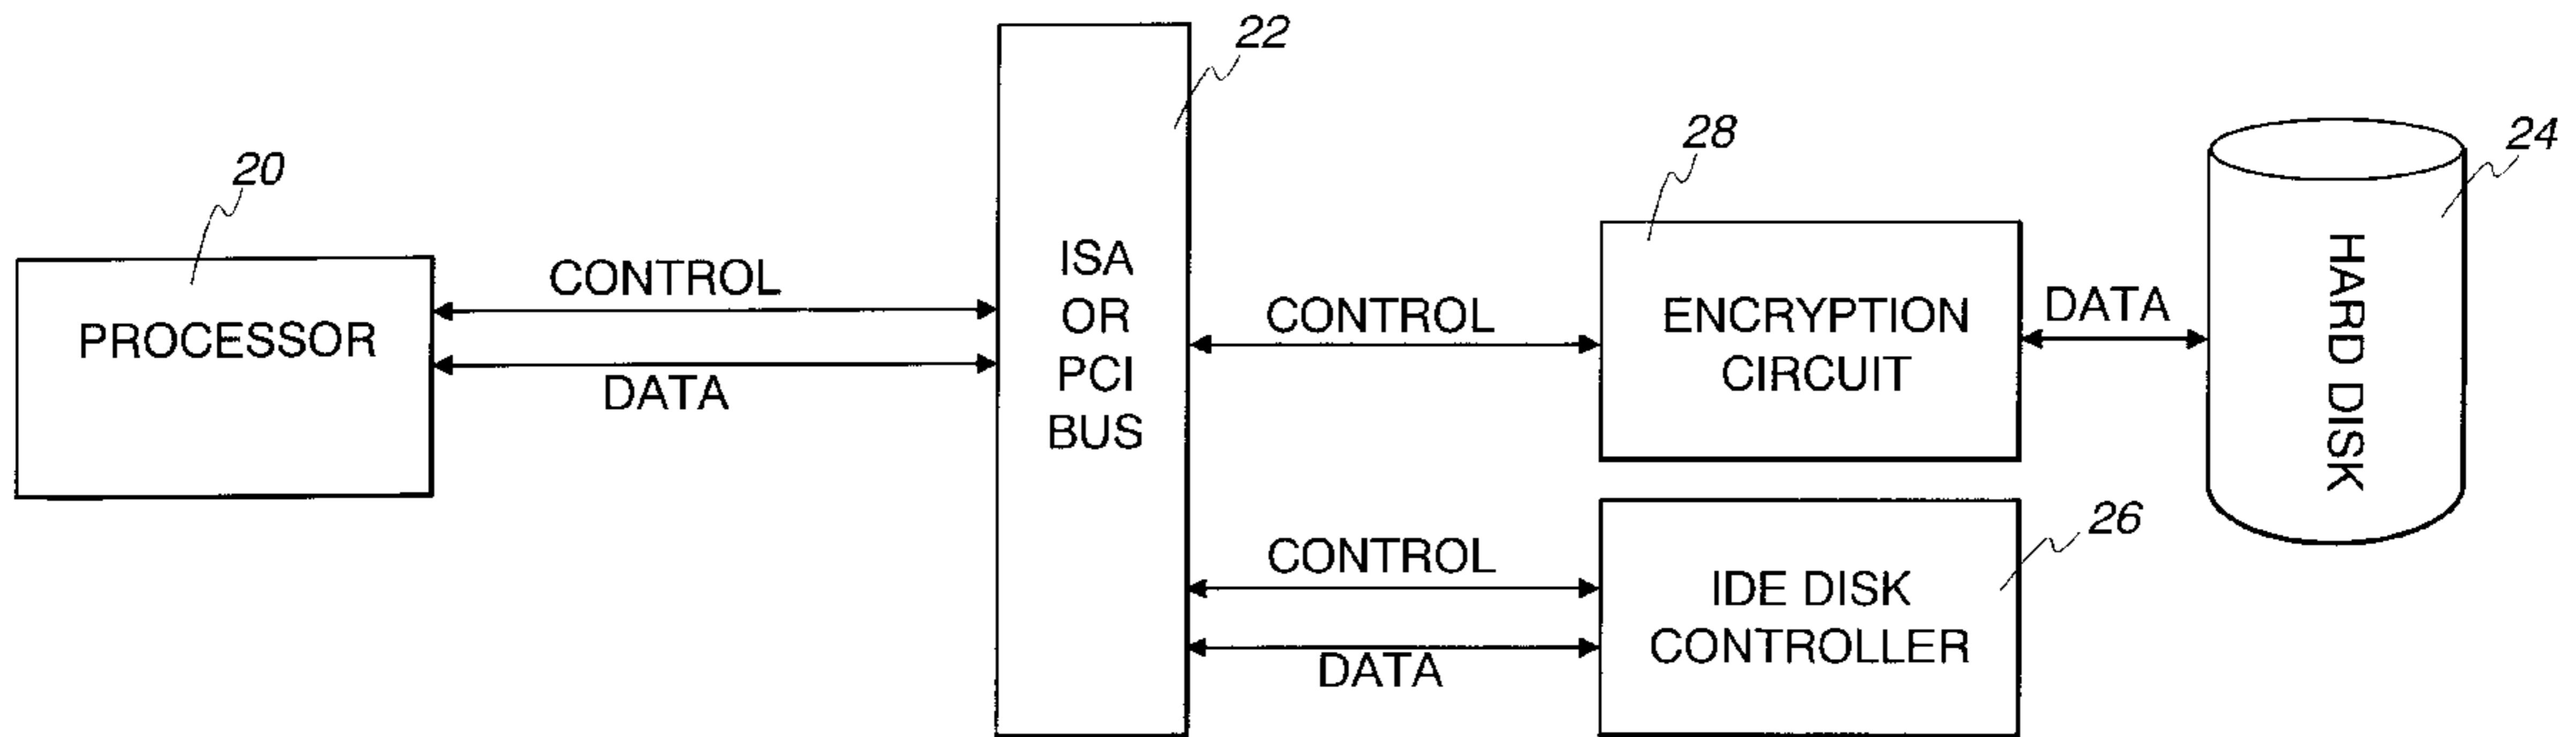 20
PROCESSOR
CONTROL
DATA
22
ISA
OR
PCI
BUS
CONTROL
28
ENCRYPTION
CIRCUIT
DATA
24
HARD DISK
CONTROL
DATA
26
IDE DISK
CONTROLLER